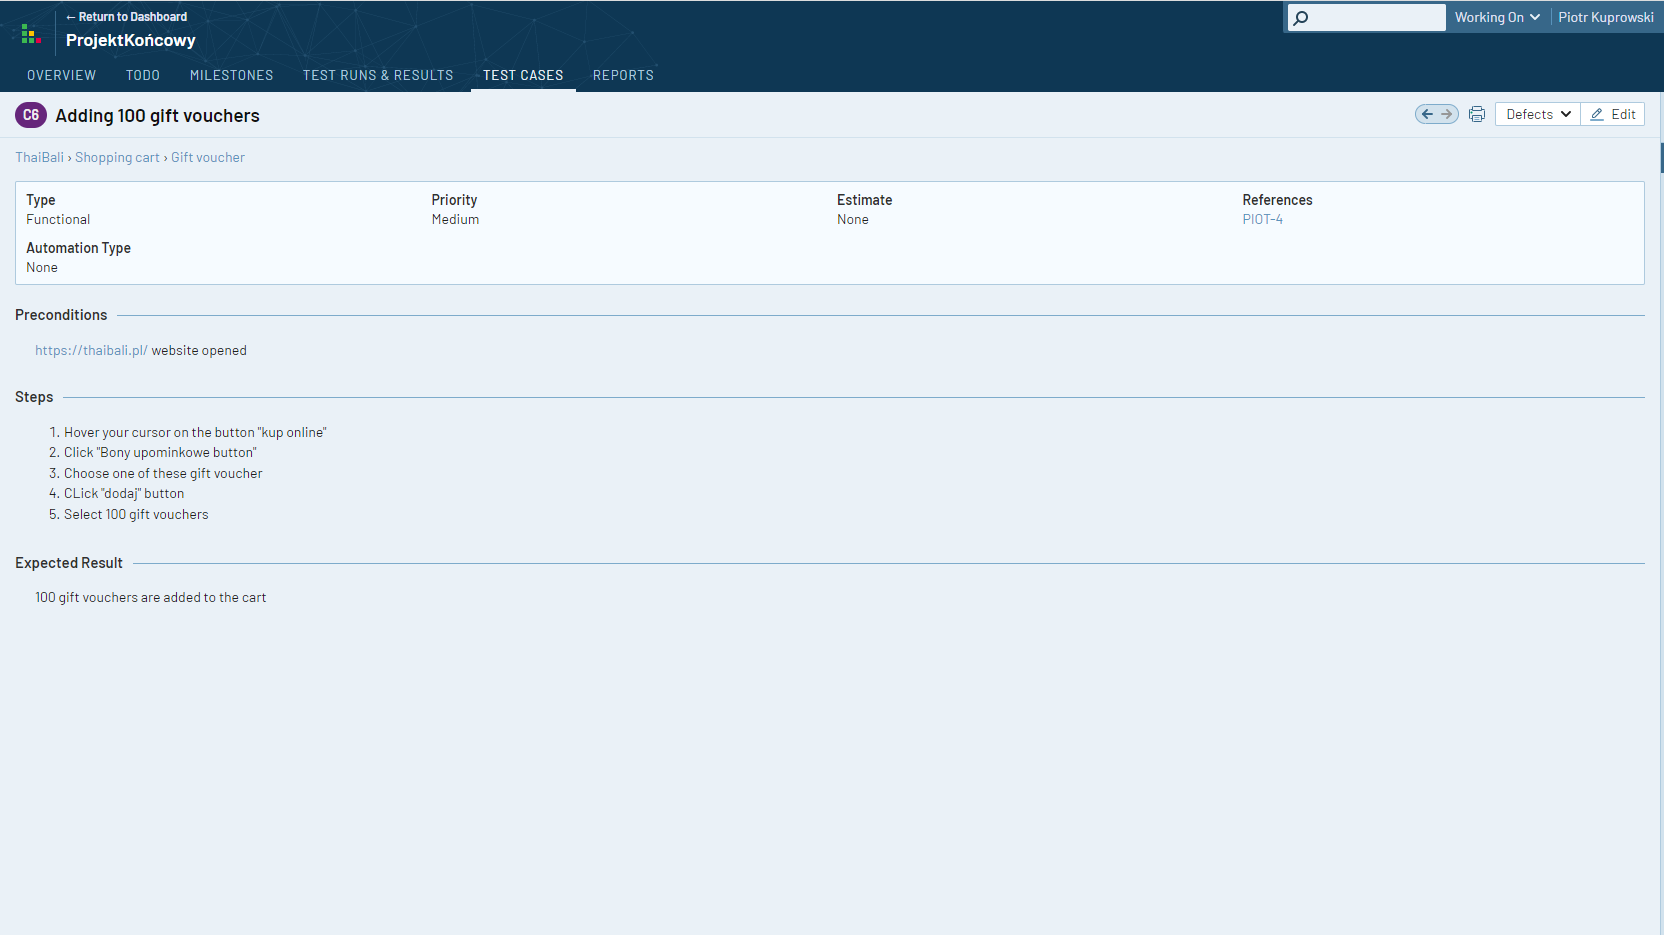 ← Return to Dashboard
ProjektKońcowy
Working On
Piotr Kuprowski
OVERVIEW TODO MILESTONES TEST RUNS & RESULTS TEST CASES REPORTS
C6 Adding 100 gift vouchers
Defects Edit
ThaiBali › Shopping cart › Gift voucher
Type Priority Estimate References
Functional Medium None PIOT-4
Automation Type
None
Preconditions
https://thaibali.pl/ website opened
Steps
1. Hover your cursor on the button "kup online"
2. Click "Bony upominkowe button"
3. Choose one of these gift voucher
4. CLick "dodaj" button
5. Select 100 gift vouchers
Expected Result
100 gift vouchers are added to the cart